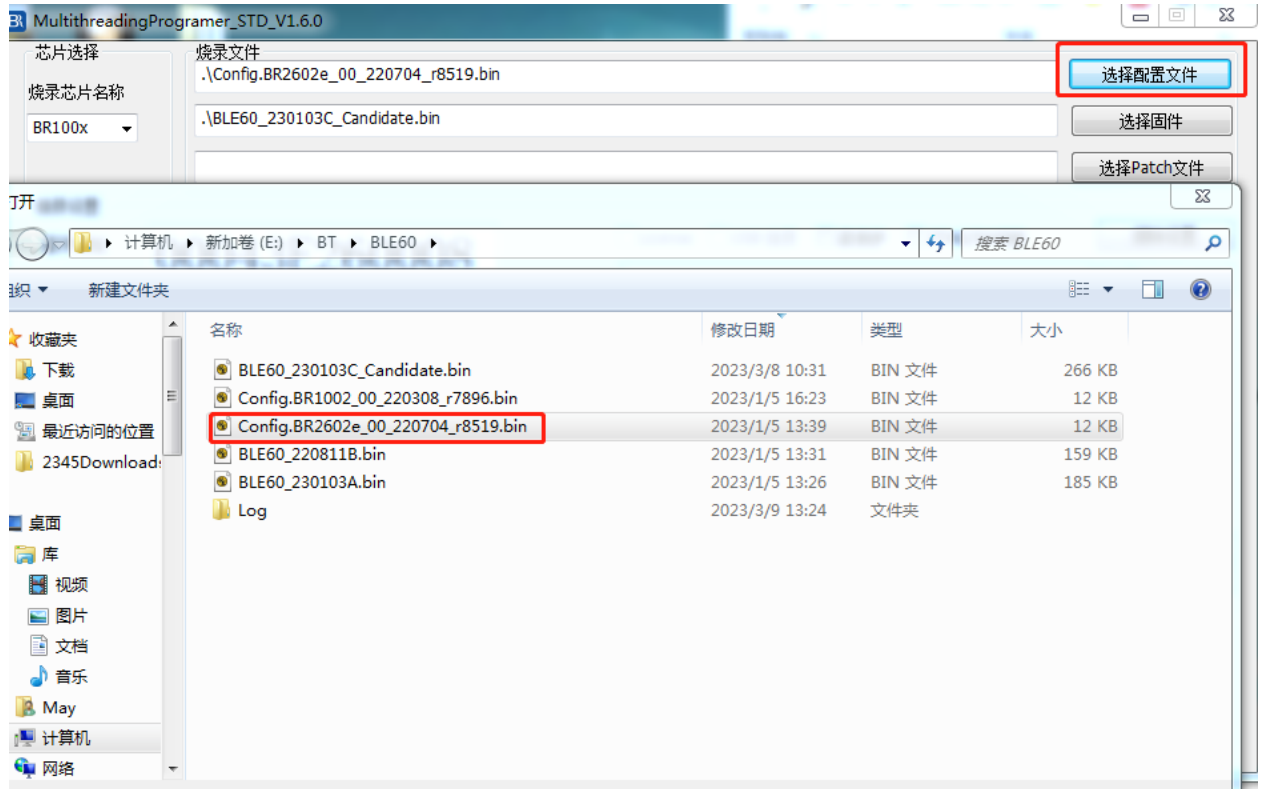 MultithreadingProgramer_STD_V1.6.0
芯片选择
烧录文件
烧录芯片名称
BR100x
.\Config.BR2602e_00_220704_r8519.bin
选择配置文件
.\BLE60_230103C_Candidate.bin
选择固件
选择Patch文件
打开
计算机 新加卷 (E:) BT BLE60
搜索 BLE60
组织 新建文件夹
名称 修改日期 类型 大小
BLE60_230103C_Candidate.bin 2023/3/8 10:31 BIN 文件 266 KB
Config.BR1002_00_220308_r7896.bin 2023/1/5 16:23 BIN 文件 12 KB
Config.BR2602e_00_220704_r8519.bin 2023/1/5 13:39 BIN 文件 12 KB
BLE60_220811B.bin 2023/1/5 13:31 BIN 文件 159 KB
BLE60_230103A.bin 2023/1/5 13:26 BIN 文件 185 KB
Log 2023/3/9 13:24 文件夹
收藏夹
下载
桌面
最近访问的位置
2345Downloads
桌面
库
视频
图片
文档
音乐
May
计算机
网络